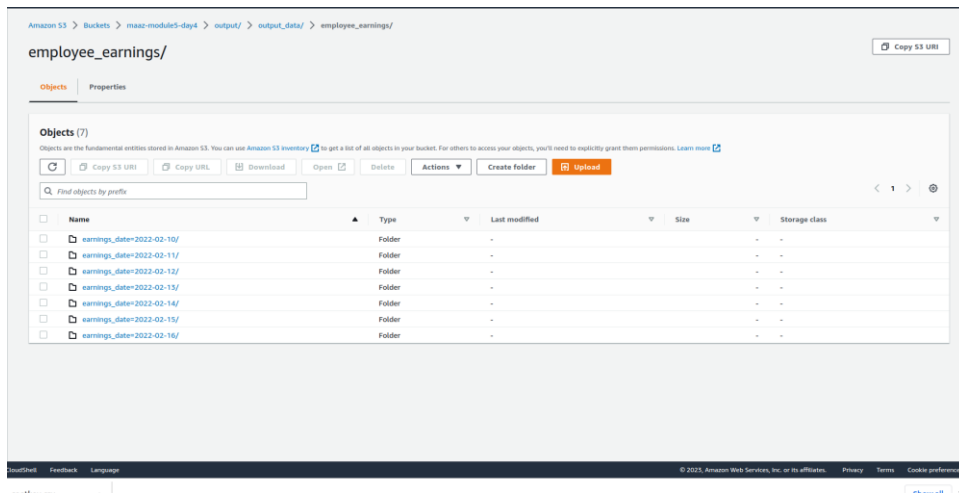 Amazon S3 > Buckets > maaz-module5-day4 > output/ > output_data/ > employee_earnings/
employee_earnings/
Copy S3 URI
Objects Properties
Objects (7)
Objects are the fundamental entities stored in Amazon S3. You can use Amazon S3 inventory to get a list of all objects in your bucket. For others to access your objects, you'll need to explicitly grant them permissions. Learn more
Copy S3 URI Copy URL Download Open Delete Actions Create folder Upload
Find objects by prefix
< 1 >
Name Type Last modified Size Storage class
earnings_date=2022-02-10/ Folder - - -
earnings_date=2022-02-11/ Folder - - -
earnings_date=2022-02-12/ Folder - - -
earnings_date=2022-02-13/ Folder - - -
earnings_date=2022-02-14/ Folder - - -
earnings_date=2022-02-15/ Folder - - -
earnings_date=2022-02-16/ Folder - - -
CloudShell Feedback Language © 2023, Amazon Web Services, Inc. or its affiliates. Privacy Terms Cookie preference